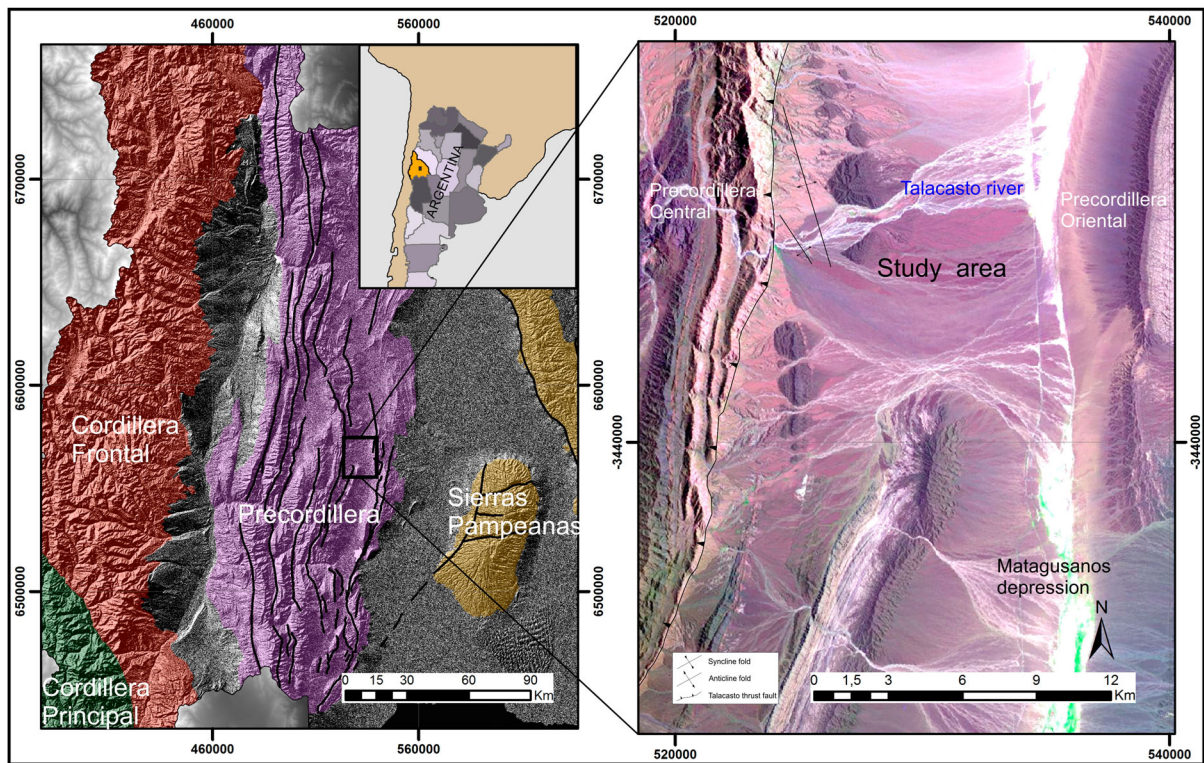 460000
560000
520000
540000
6700000
6600000
6500000
Cordillera
Frontal
Precordillera
Sierras
Pampeanas
Cordillera
Principal
ARGENTINA
0 15 30 60 90
Km
460000
560000
6700000
Precordillera
Central
Talacasto river
Precordillera
Oriental
Study area
-3440000
-3440000
Matagusanos
depression
N
Syncline fold
Anticline fold
Talacasto thrust fault
0 1,5 3 6 9 12
Km
520000
540000
6700000
6600000
6500000